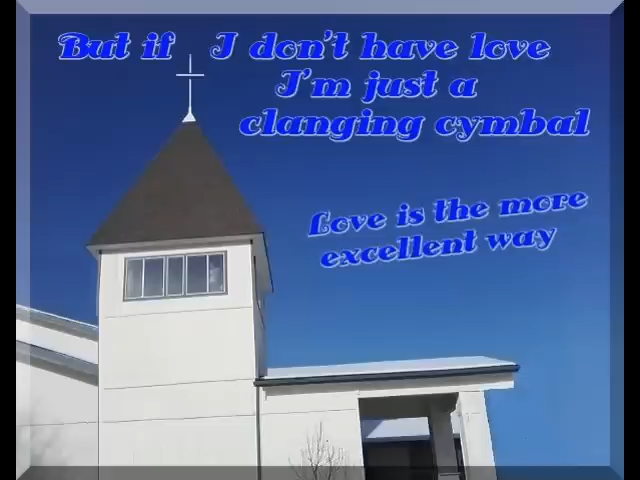 But if I don't have love
I'm just a
clanging cymbal
Love is the more
excellent way